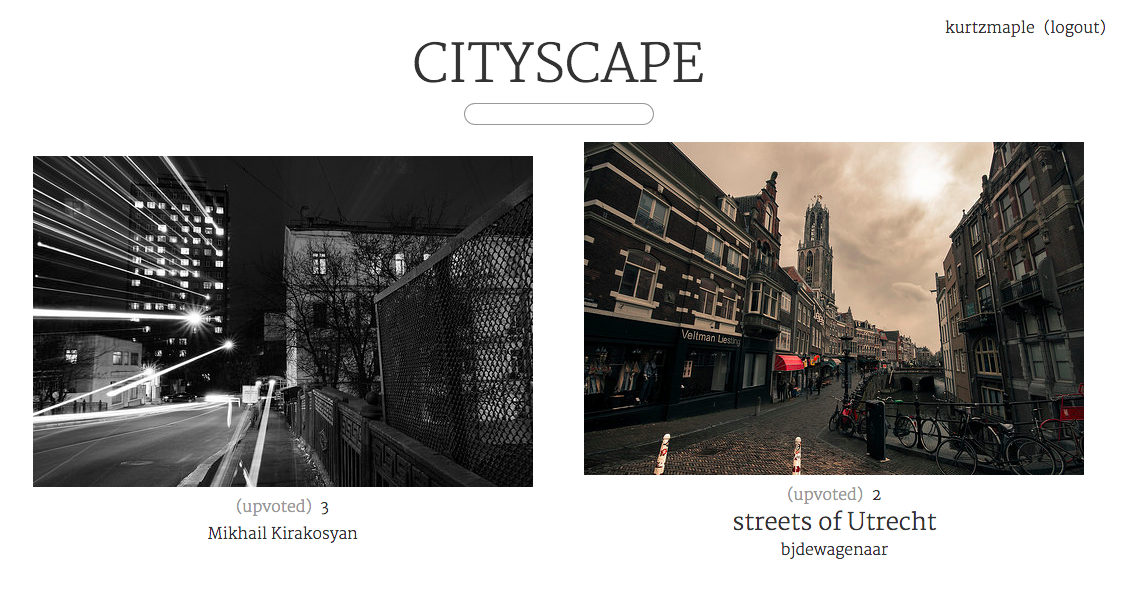 kurtzmaple (logout)
CITYSCAPE
Veltman Liesting
(upvoted) 3
Mikhail Kirakosyan
(upvoted) 2
streets of Utrecht
bjdewagenaar